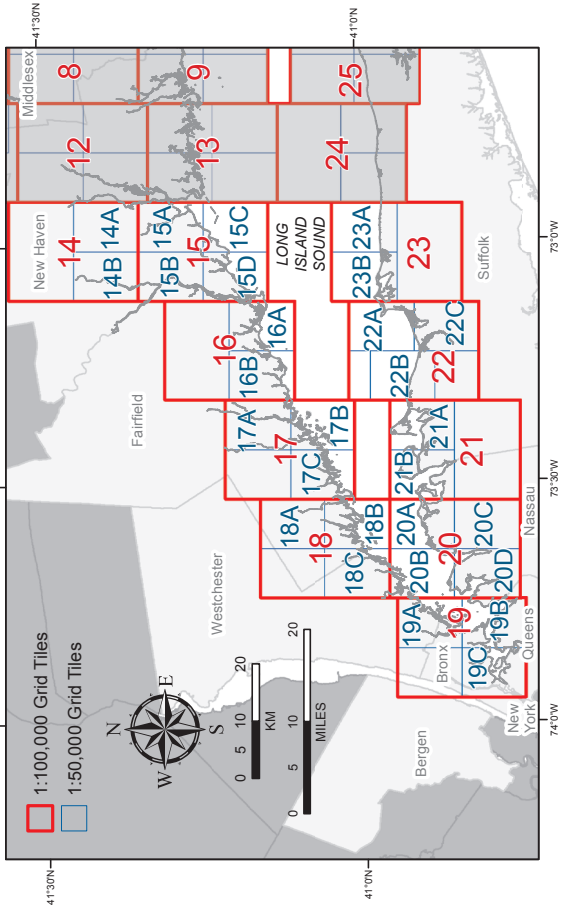 1:100,000 Grid Tiles
1:50,000 Grid Tiles
N
W
E
S
0 5 10 20
KM
0 5 10 20
MILES
41°30'N
41°30'N
41°0'N
41°0'N
74°0'W
73°30'W
73°0'W
Middlesex
New Haven
Fairfield
Westchester
Bergen
Bronx
New
York
Queens
Nassau
Suffolk
LONG
ISLAND
SOUND
8
9
25
12
13
24
14
14A
14B
15
15A
15B
15C
15D
16
16A
16B
17
17A
17B
17C
18
18A
18B
18C
19
19A
19B
19C
20
20A
20B
20C
20D
21
21A
21B
22
22A
22B
22C
23
23A
23B